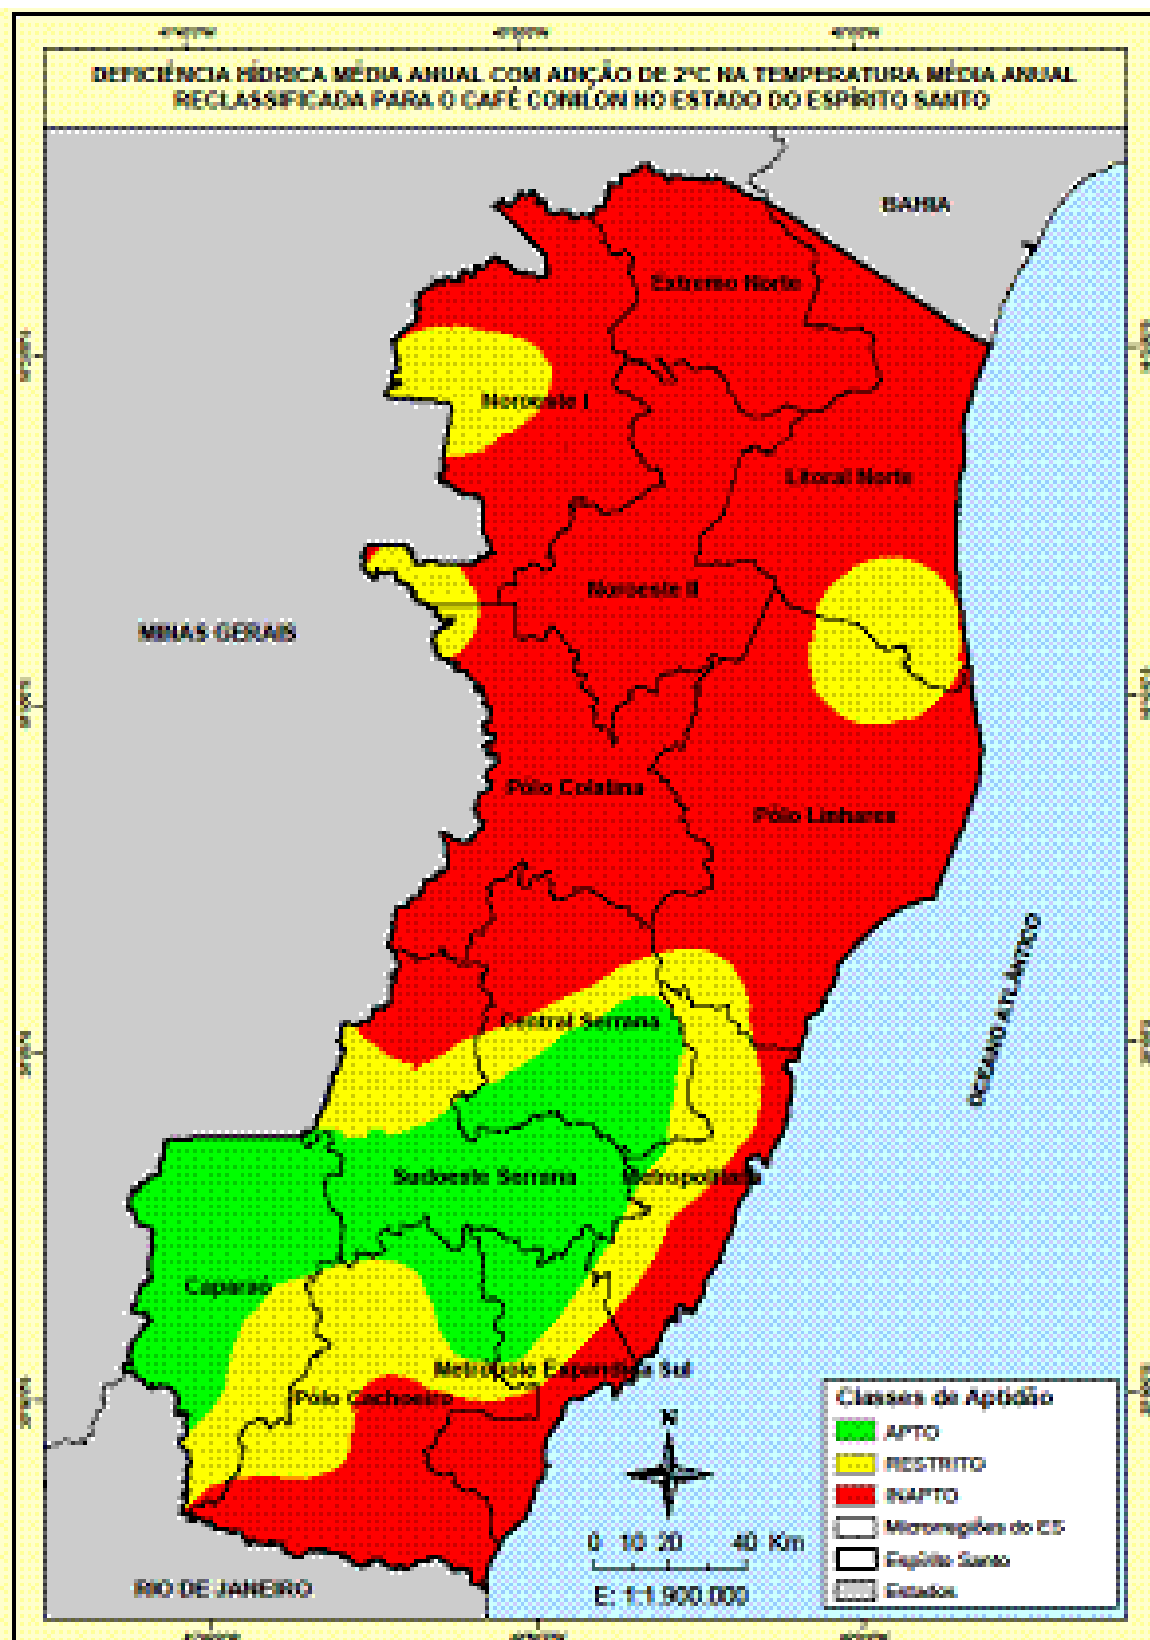 DEFICIÊNCIA HÍDRICA MÉDIA ANUAL COM ADIÇÃO DE 2°C NA TEMPERATURA MÉDIA ANUAL
RECLASSIFICADA PARA O CAFÉ CONILON NO ESTADO DO ESPÍRITO SANTO
BAHIA
Extremo Norte
Noroeste I
Litoral Norte
Noroeste II
MINAS GERAIS
Pólo Colatina
Pólo Linhares
OCEANO ATLÂNTICO
Central Serrana
Sudoeste Serrana
Metropolitana
Caparaó
Metrópole Expandida Sul
Pólo Cachoeiro
Classes de Aptidão
N
APTO
RESTRITO
INAPTO
Microregiões do ES
Espírito Santo
Estados
0 10 20 40 Km
E: 1:1.900.000
RIO DE JANEIRO